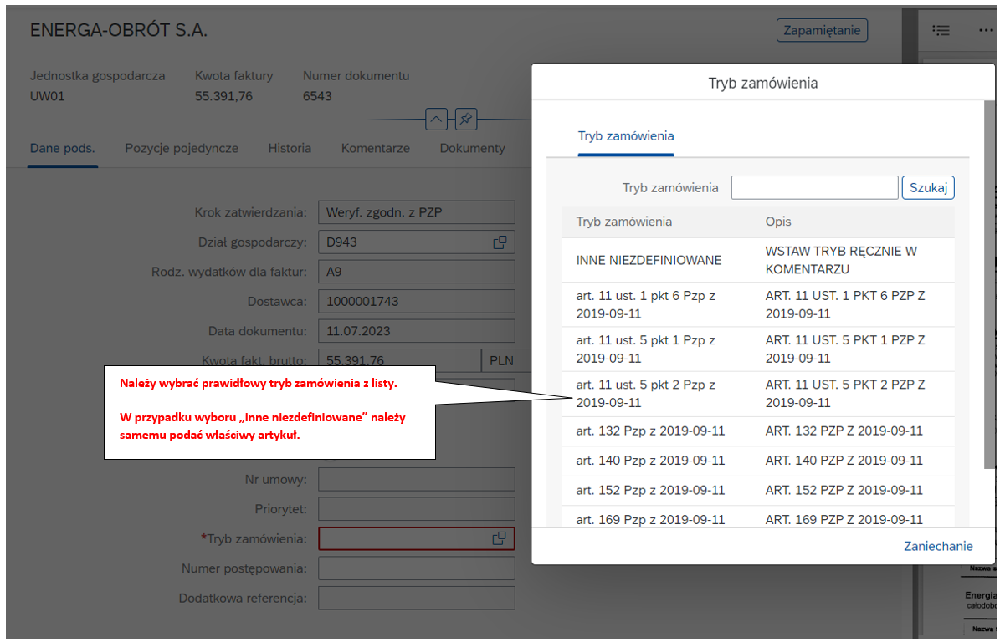 ENERGA-OBRÓT S.A.
Zapamiętanie
Jednostka gospodarcza Kwota faktury Numer dokumentu
UW01 55.391,76 6543
Dane pods. Pozycje pojedyncze Historia Komentarze Dokumenty
Krok zatwierdzania: Weryf. zgodn. z PZP
Dział gospodarczy: D943
Rodz. wydatków dla faktur: A9
Dostawca: 1000001743
Data dokumentu: 11.07.2023
Kwota fakt. brutto: 55.391,76 PLN
Należy wybrać prawidłowy tryb zamówienia z listy.
W przypadku wyboru „inne niezdefiniowane” należy
samemu podać właściwy artykuł.
Nr umowy:
Priorytet:
*Tryb zamówienia:
Numer postępowania:
Dodatkowa referencja:
Tryb zamówienia
Tryb zamówienia
Tryb zamówienia Szukaj
Tryb zamówienia Opis
INNE NIEZDEFINIOWANE WSTAW TRYB RĘCZNIE W
KOMENTARZU
art. 11 ust. 1 pkt 6 Pzp z ART. 11 UST. 1 PKT 6 PZP Z
2019-09-11 2019-09-11
art. 11 ust. 5 pkt 1 Pzp z ART. 11 UST. 5 PKT 1 PZP Z
2019-09-11 2019-09-11
art. 11 ust. 5 pkt 2 Pzp z ART. 11 UST. 5 PKT 2 PZP Z
2019-09-11 2019-09-11
art. 132 Pzp z 2019-09-11 ART. 132 PZP Z 2019-09-11
art. 140 Pzp z 2019-09-11 ART. 140 PZP Z 2019-09-11
art. 152 Pzp z 2019-09-11 ART. 152 PZP Z 2019-09-11
art. 169 Pzp z 2019-09-11 ART. 169 PZP Z 2019-09-11
Zaniechanie
Nazwa
Energia
Nazwa